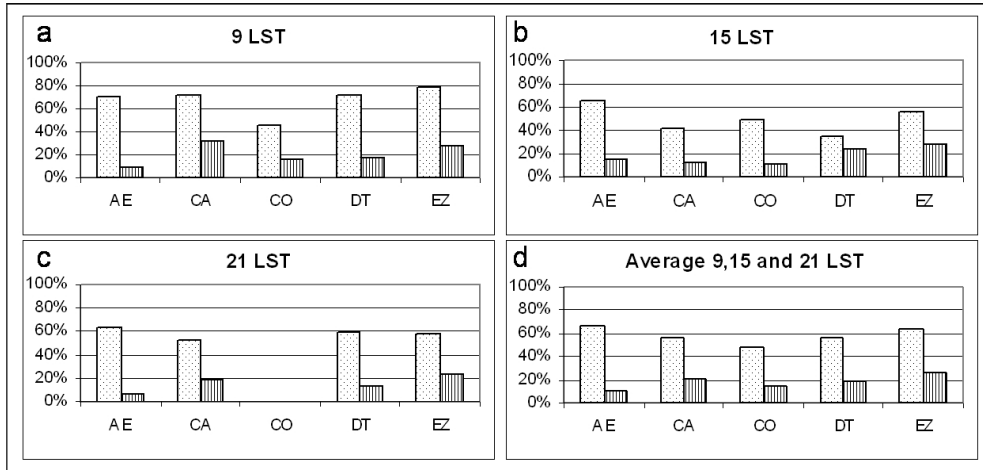 a
9 LST
100%
80%
60%
40%
20%
0%
AE CA CO DT EZ
b
15 LST
100%
80%
60%
40%
20%
0%
AE CA CO DT EZ
c
21 LST
100%
80%
60%
40%
20%
0%
AE CA CO DT EZ
d
Average 9,15 and 21 LST
100%
80%
60%
40%
20%
0%
AE CA CO DT EZ